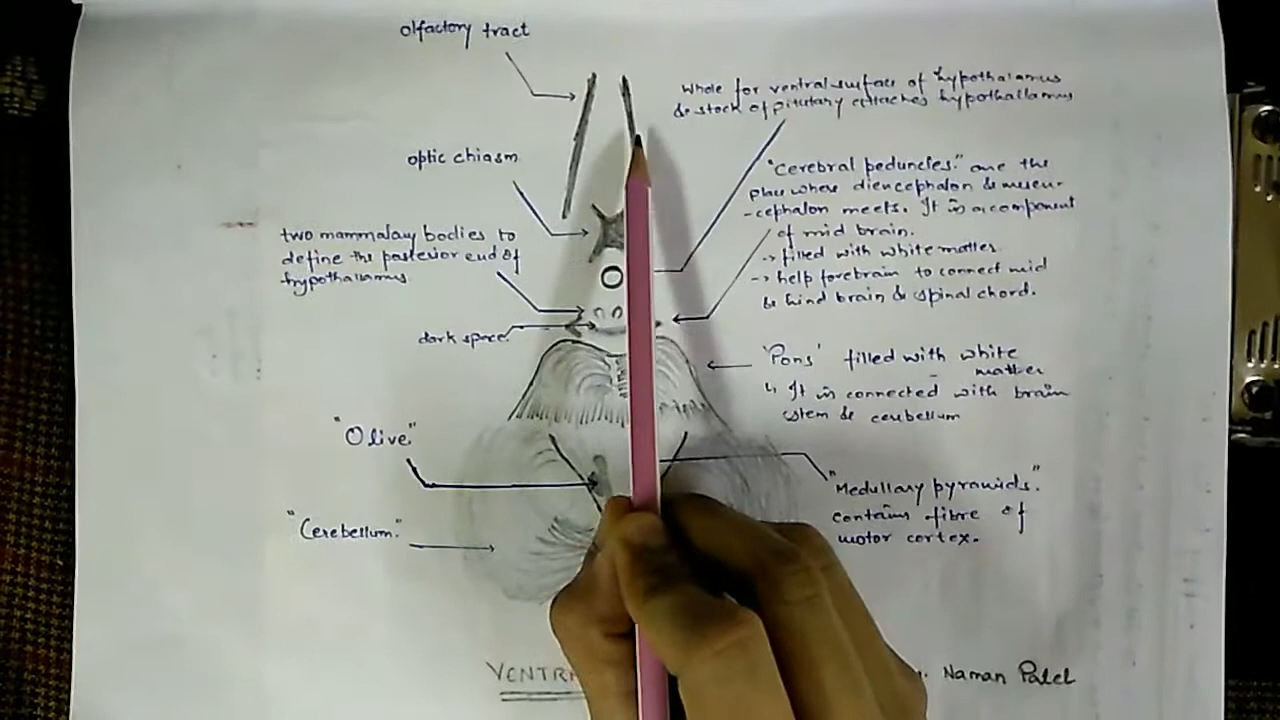 olfactory tract
Whole for ventral surface of hypothalamus
& stock of pitutary attaches hypothallamus
optic chiasm
"Cerebral peduncles." are the
place where diencephalon & mesen-
-cephalon meets. It is a component
of mid brain.
-> filled with white matter
-> help forebrain to connect mid
& hind brain & spinal chord.
two mammalay bodies to
define the posterior end of
hypothalamus
dark space
'Pons' filled with white
matter
↳ It is connected with brain
stem & cerebellum
"Olive"
"Medullary pyramids."
contains fibre of
motor cortex.
"Cerebellum."
VENTR
Naman Patel